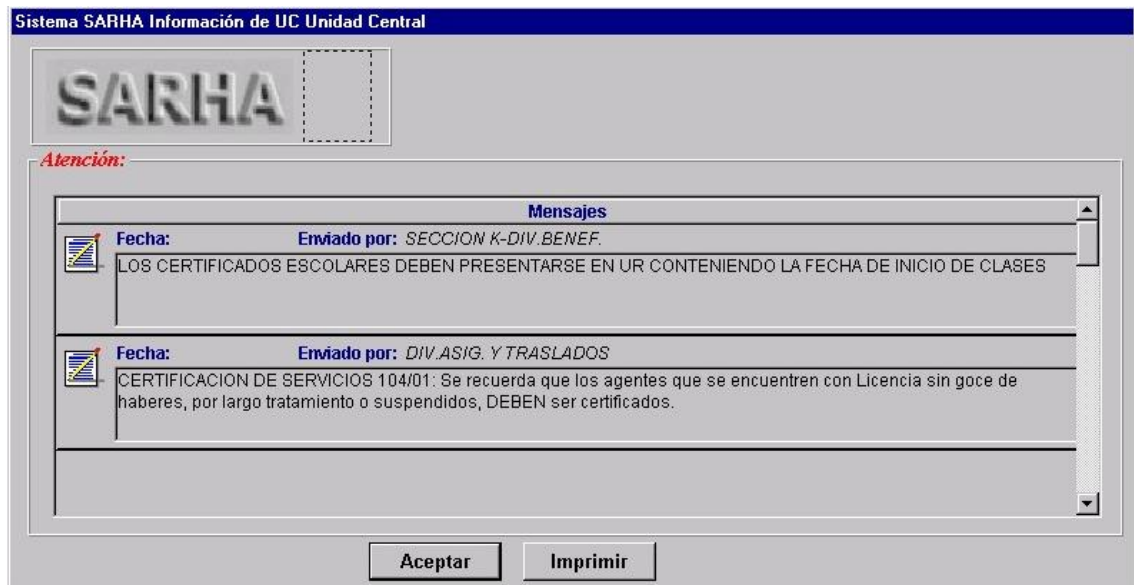 Sistema SARHA Información de UC Unidad Central
SARHA
Atención:
Mensajes
Fecha: Enviado por: SECCION K-DIV.BENEF.
LOS CERTIFICADOS ESCOLARES DEBEN PRESENTARSE EN UR CONTENIENDO LA FECHA DE INICIO DE CLASES
Fecha: Enviado por: DIV.ASIG. Y TRASLADOS
CERTIFICACION DE SERVICIOS 104/01: Se recuerda que los agentes que se encuentren con Licencia sin goce de
haberes, por largo tratamiento o suspendidos, DEBEN ser certificados.
Aceptar Imprimir